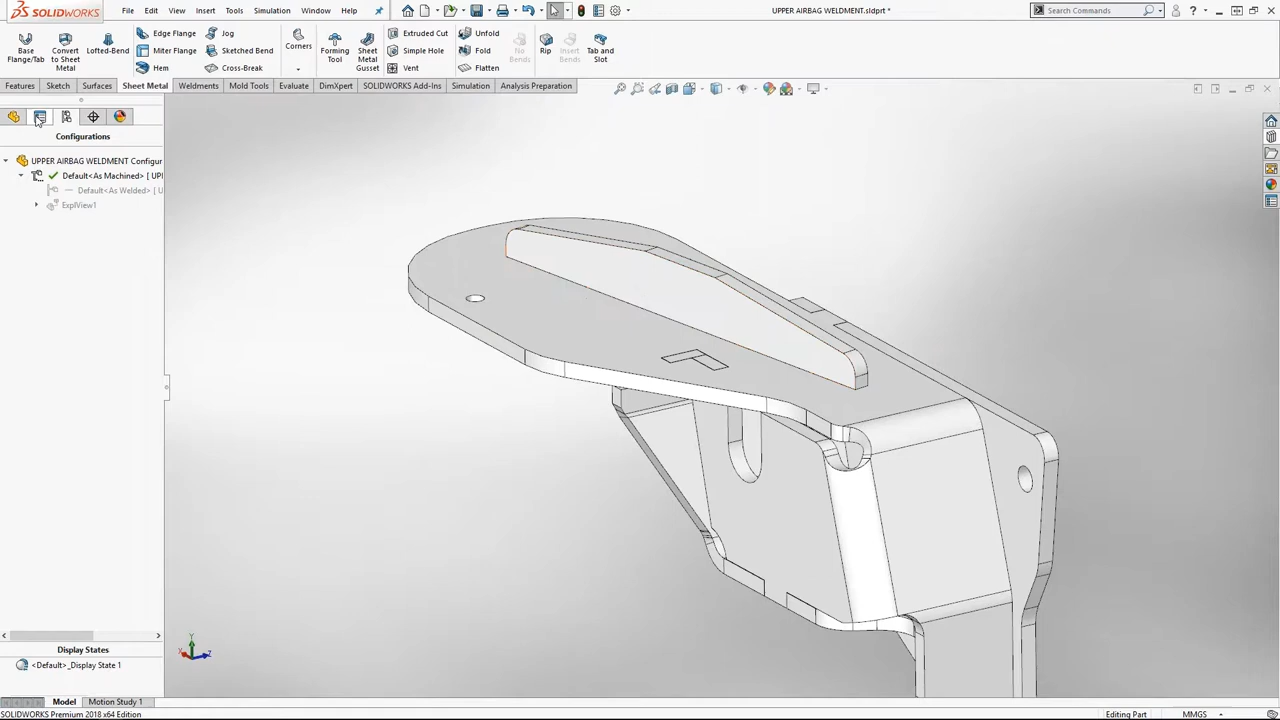 SOLIDWORKS
File Edit View Insert Tools Simulation Window Help
UPPER AIRBAG WELDMENT.sldprt *
Search Commands
Base Flange/Tab
Convert to Sheet Metal
Lofted-Bend
Edge Flange
Miter Flange
Hem
Jog
Sketched Bend
Cross-Break
Corners
Forming Tool
Sheet Metal Gusset
Extruded Cut
Simple Hole
Vent
Unfold
Fold
Flatten
No Bends
Rip
Insert Bends
Tab and Slot
Features Sketch Surfaces Sheet Metal Weldments Mold Tools Evaluate DimXpert SOLIDWORKS Add-Ins Simulation Analysis Preparation
Configurations
UPPER AIRBAG WELDMENT Configur
Default<As Machined> [ UPI
Default<As Welded> [ U
ExplView1
Y
X
Z
Display States
<Default>_Display State 1
Model Motion Study 1
SOLIDWORKS Premium 2018 x64 Edition
Editing Part
MMGS